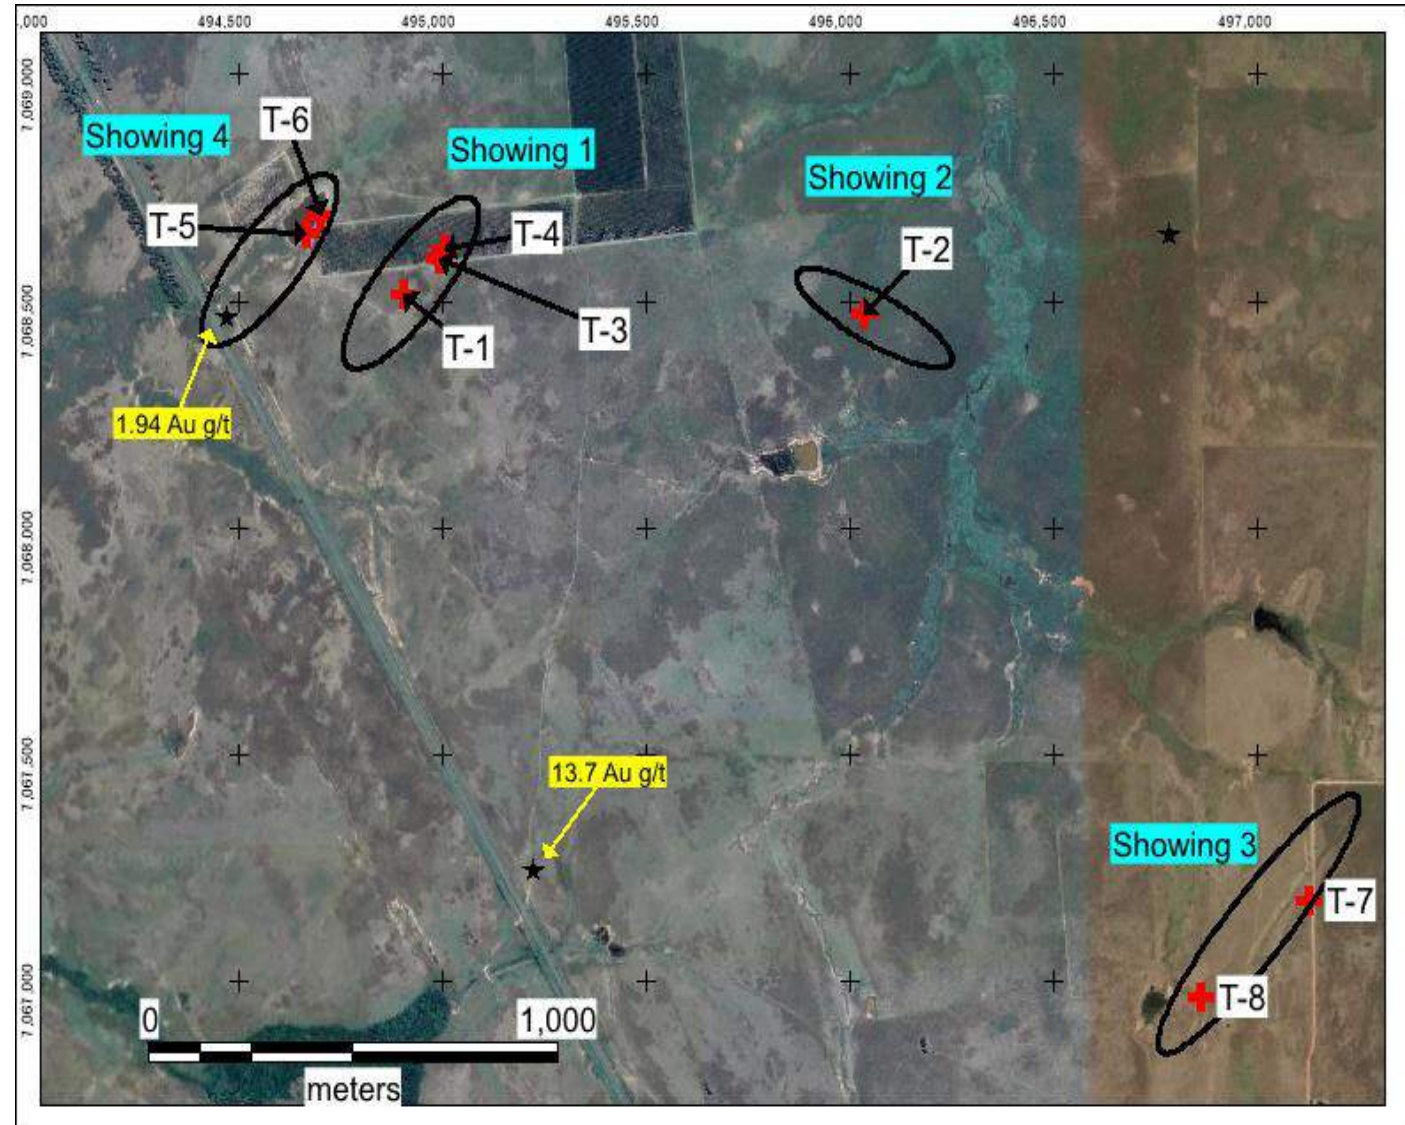 ,000
494,500
495,000
495,500
496,000
496,500
497,000
7,069,000
7,068,500
7,068,000
7,067,500
7,067,000
T-6
Showing 4
Showing 1
Showing 2
T-5
T-4
T-2
T-3
T-1
1.94 Au g/t
13.7 Au g/t
Showing 3
T-7
T-8
0
1,000
meters